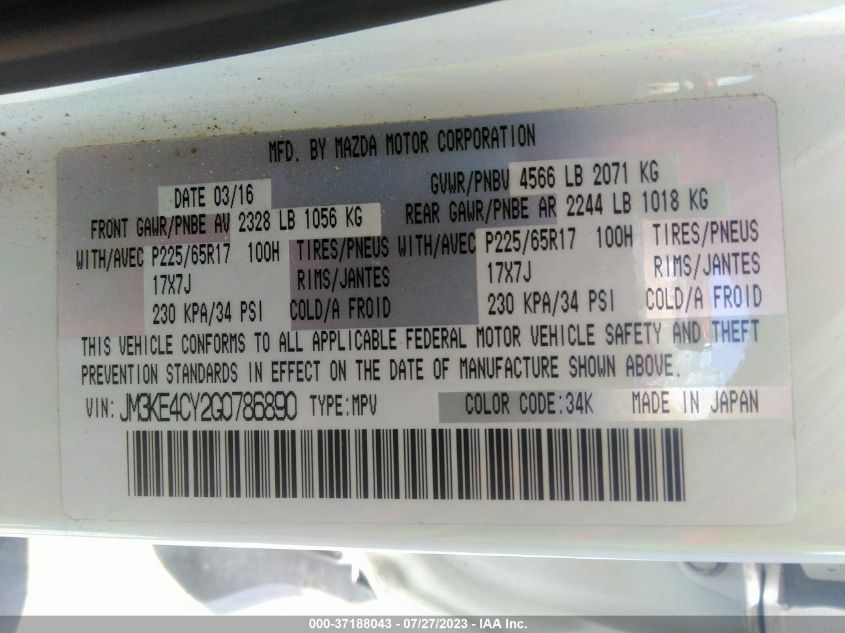 MFD. BY MAZDA MOTOR CORPORATION
DATE 03/16 GVWR/PNBV 4566 LB 2071 KG
FRONT GAWR/PNBE AV 2328 LB 1056 KG REAR GAWR/PNBE AR 2244 LB 1018 KG
WITH/AVEC P225/65R17 100H TIRES/PNEUS WITH/AVEC P225/65R17 100H TIRES/PNEUS
17X7J RIMS/JANTES 17X7J RIMS/JANTES
230 KPA/34 PSI COLD/A FROID 230 KPA/34 PSI COLD/A FROID
THIS VEHICLE CONFORMS TO ALL APPLICABLE FEDERAL MOTOR VEHICLE SAFETY AND THEFT
PREVENTION STANDARDS IN EFFECT ON THE DATE OF MANUFACTURE SHOWN ABOVE.
VIN: JM3KE4CY2G0786890 TYPE:MPV COLOR CODE:34K MADE IN JAPAN
000-37188043 - 07/27/2023 - IAA Inc.